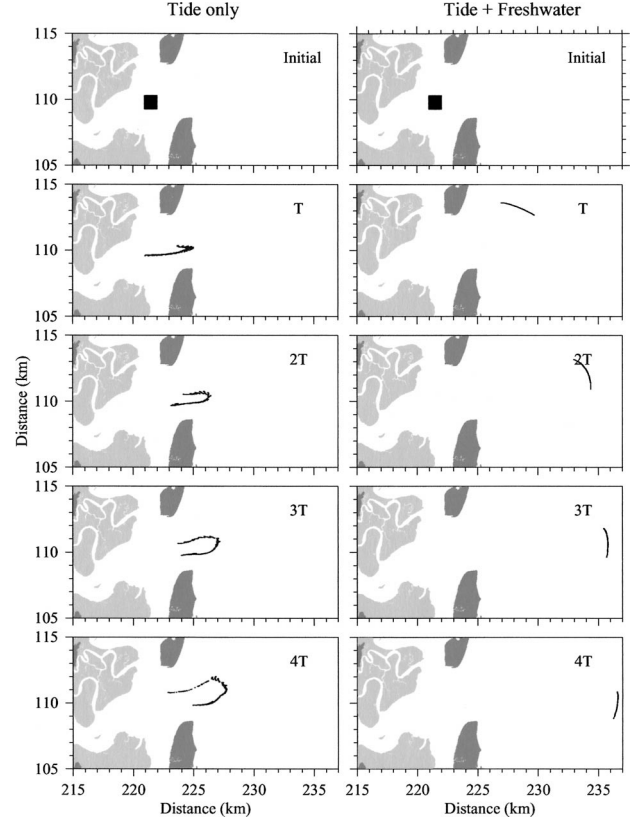 Tide only
Tide + Freshwater
115
110
105
Initial
Initial
115
110
105
T
T
115
110
105
2T
2T
Distance (km)
115
110
105
3T
3T
115
110
105
4T
4T
215 220 225 230 235
215 220 225 230 235
Distance (km)
Distance (km)